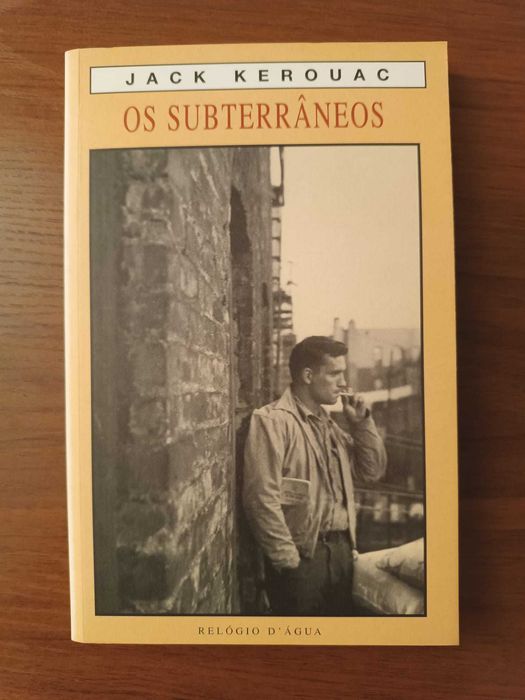 JACK KEROUAC
OS SUBTERRÂNEOS
RELÓGIO D'ÁGUA